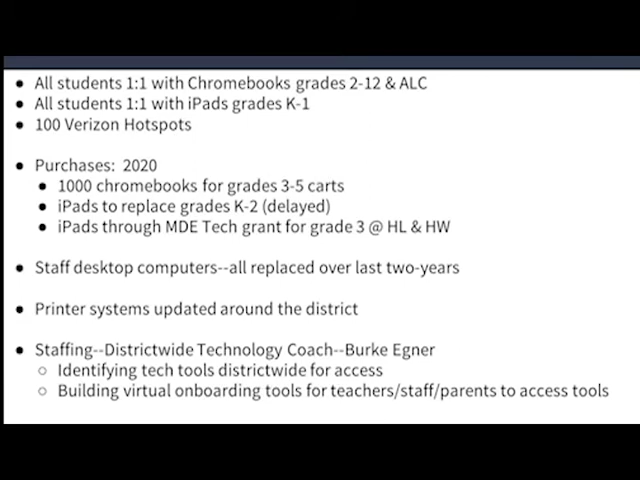 ● All students 1:1 with Chromebooks grades 2-12 & ALC
● All students 1:1 with iPads grades K-1
● 100 Verizon Hotspots
● Purchases: 2020
● 1000 chromebooks for grades 3-5 carts
● iPads to replace grades K-2 (delayed)
● iPads through MDE Tech grant for grade 3 @ HL & HW
● Staff desktop computers--all replaced over last two-years
● Printer systems updated around the district
● Staffing--Districtwide Technology Coach--Burke Egner
○ Identifying tech tools districtwide for access
○ Building virtual onboarding tools for teachers/staff/parents to access tools